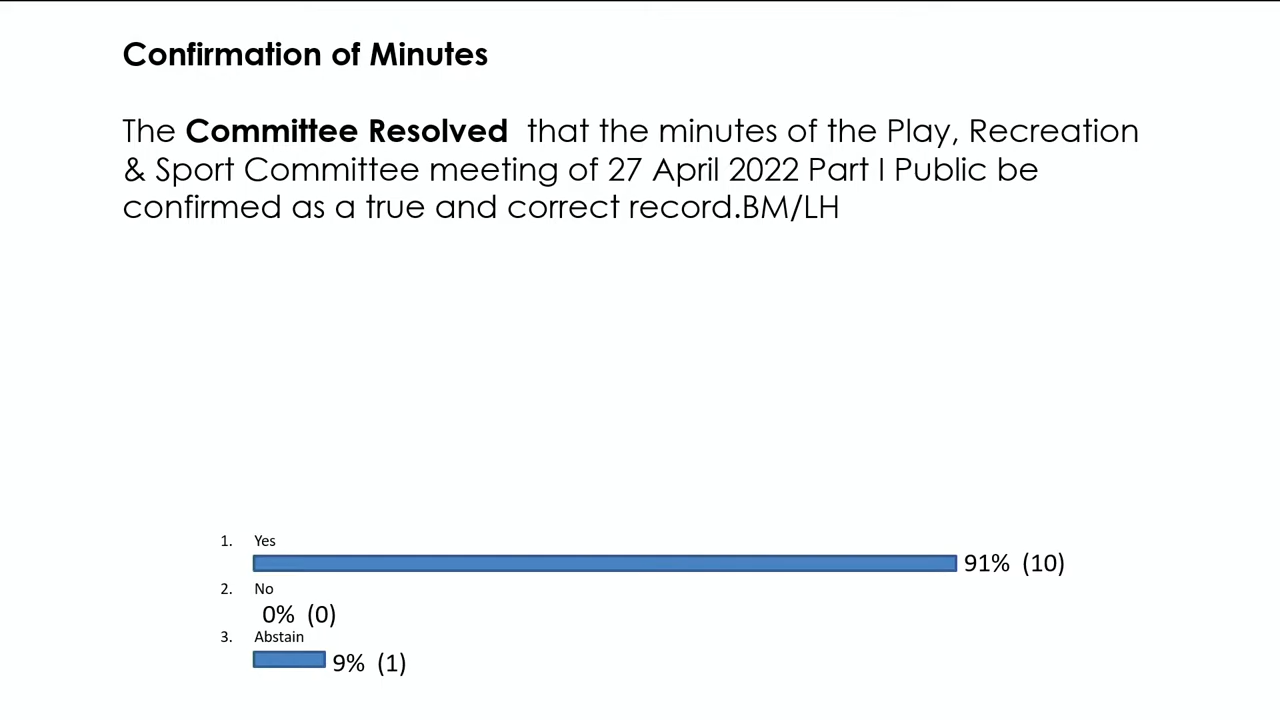 Confirmation of Minutes
The Committee Resolved that the minutes of the Play, Recreation
& Sport Committee meeting of 27 April 2022 Part I Public be
confirmed as a true and correct record.BM/LH
1. Yes
91% (10)
2. No
0% (0)
3. Abstain
9% (1)